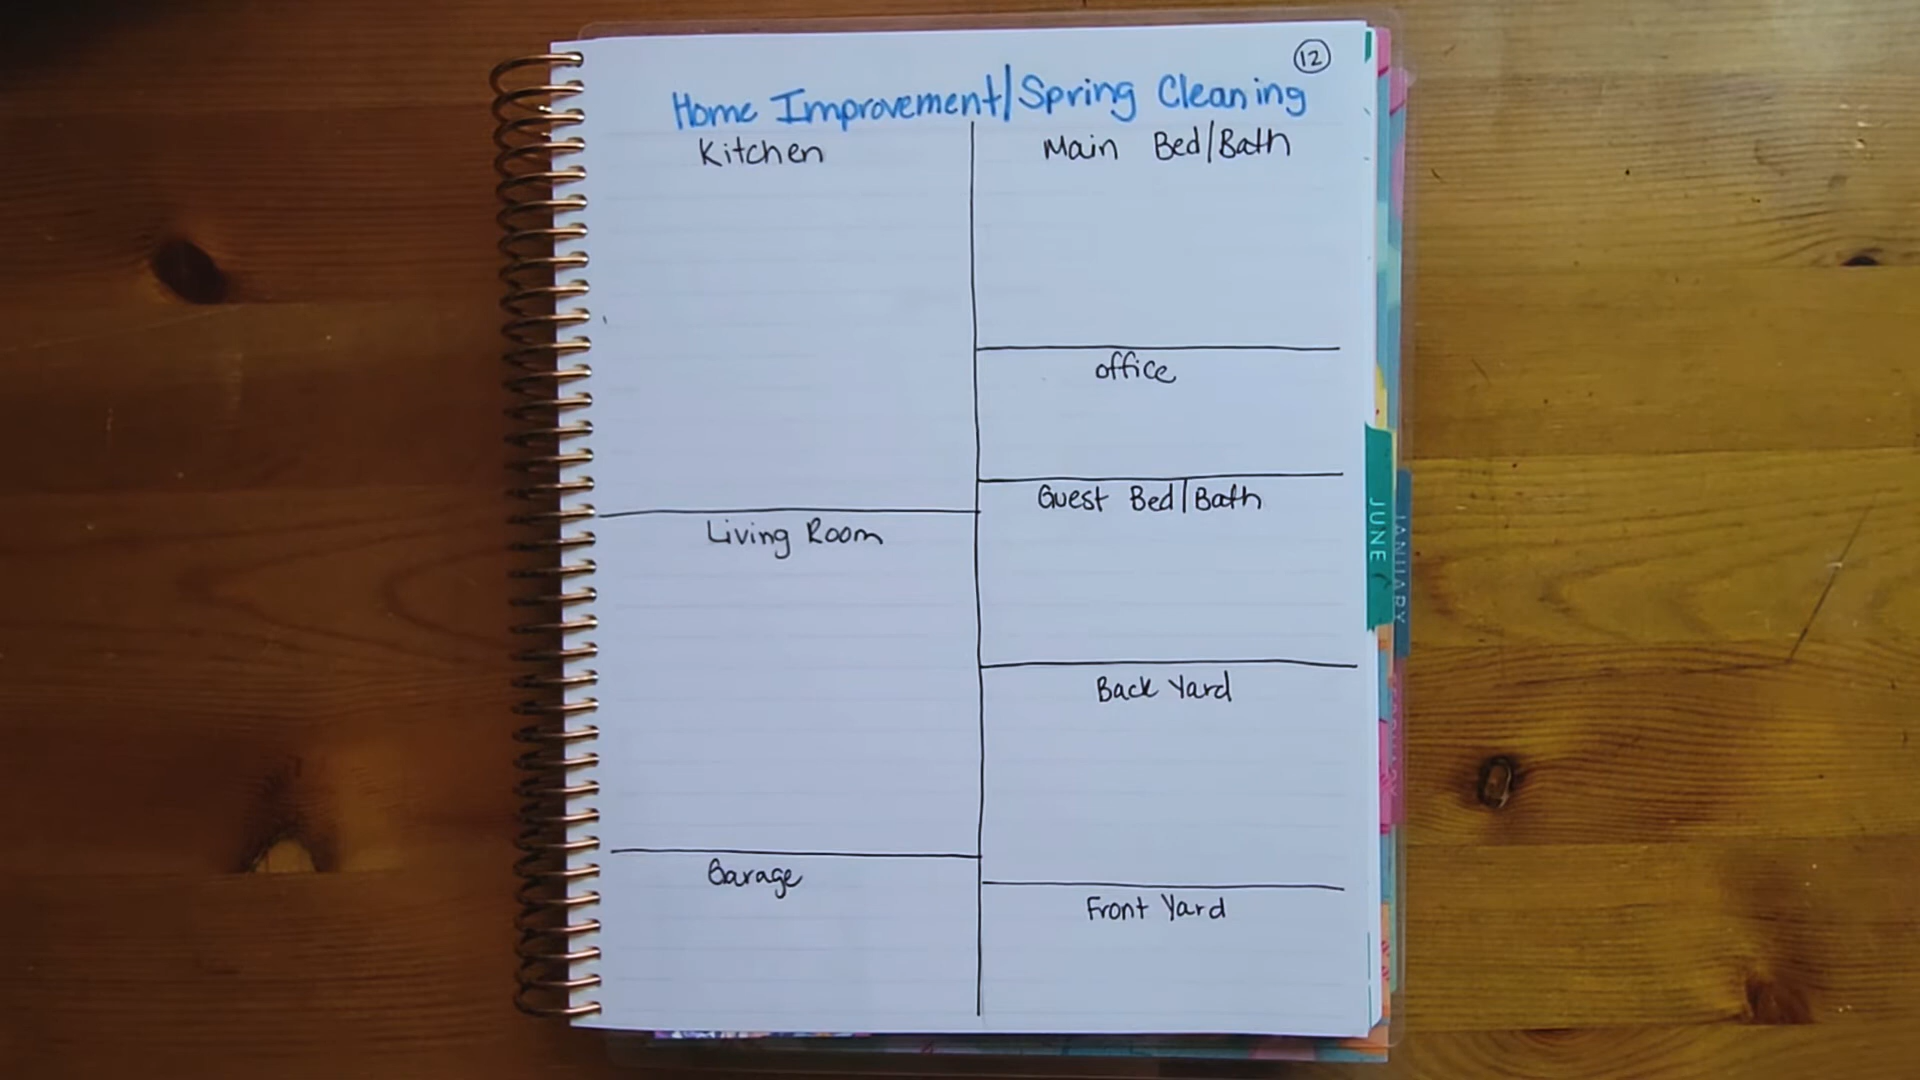 12
Home Improvement/Spring Cleaning
Kitchen
Living Room
Garage
Main Bed/Bath
office
Guest Bed/Bath
Back Yard
Front Yard
JUNE
JANUARY